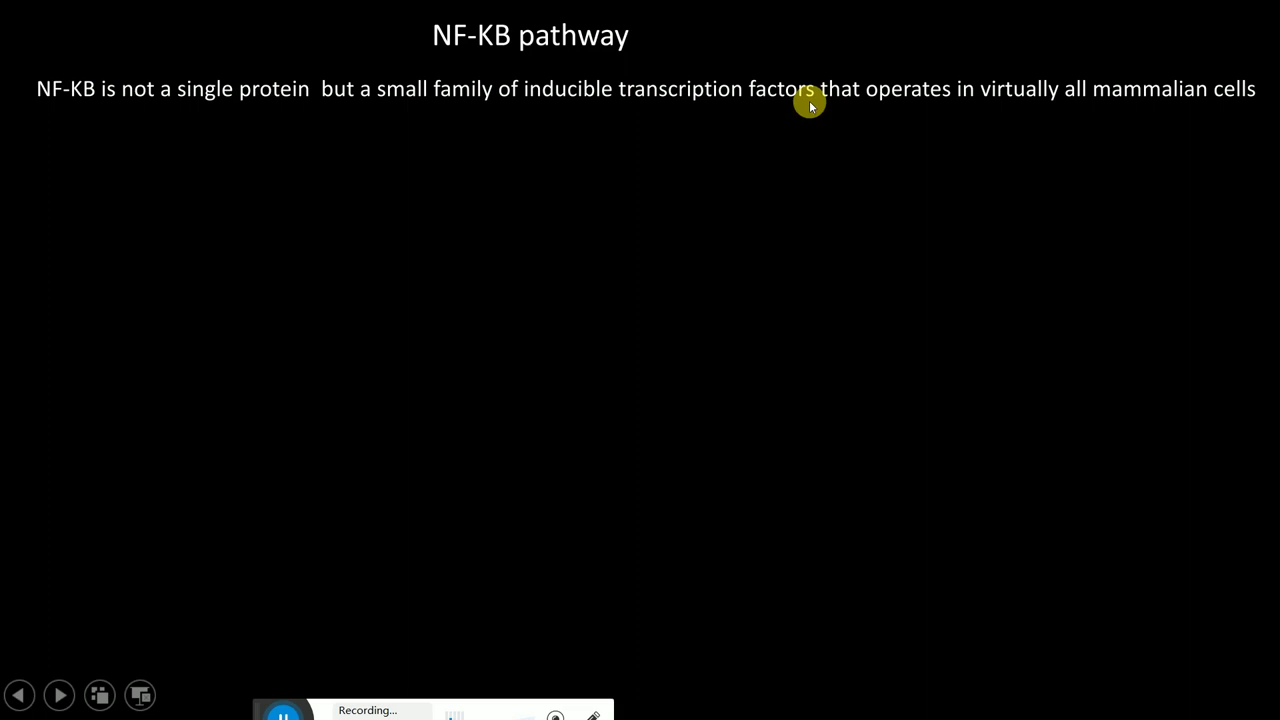 NF-KB pathway
NF-KB is not a single protein  but a small family of inducible transcription factors that operates in virtually all mammalian cells
Recording...